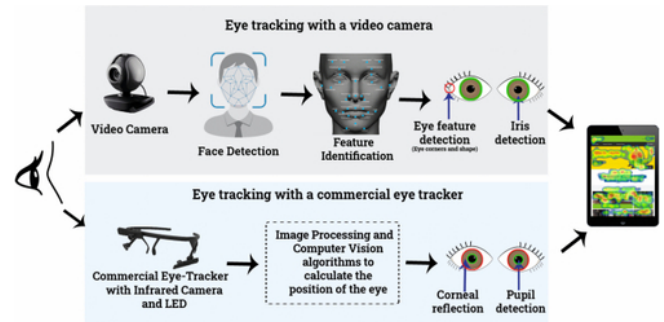 Eye tracking with a video camera
Video Camera
Face Detection
Feature
Identification
Eye feature
detection
(Eye corners and shape)
Iris
detection
Eye tracking with a commercial eye tracker
Commercial Eye-Tracker
with Infrared Camera
and LED
Image Processing and
Computer Vision
algorithms to
calculate the
position of the eye
Corneal
reflection
Pupil
detection